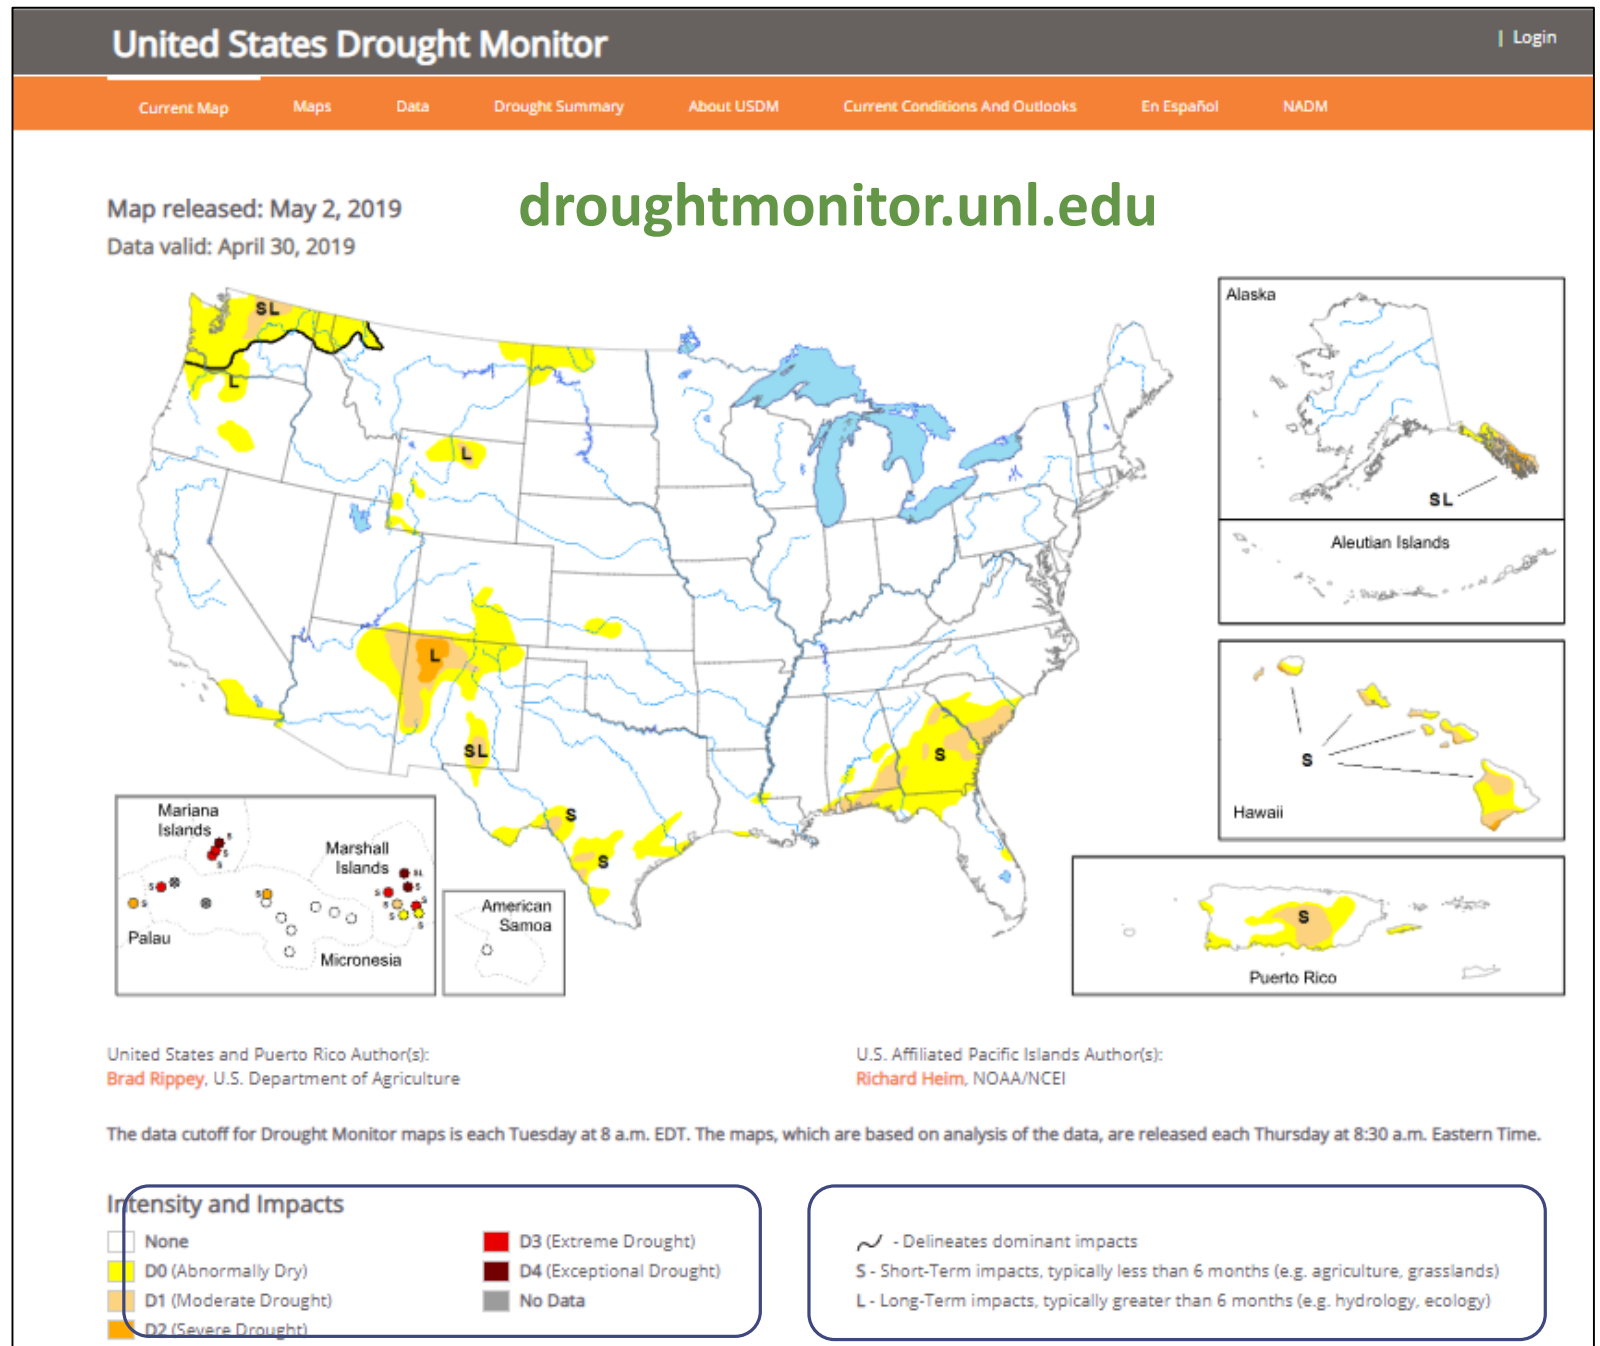 United States Drought Monitor
| Login
Current Map Maps Data Drought Summary About USDM Current Conditions And Outlooks En Español NADM
droughtmonitor.unl.edu
Map released: May 2, 2019
Data valid: April 30, 2019
SL
L
L
L
SL
S
S
S
Alaska
SL
Aleutian Islands
S
Hawaii
Mariana
Islands
S
S
Marshall
Islands
SL
S
S
S
S
S
S
S
S
Palau
Micronesia
American
Samoa
S
Puerto Rico
United States and Puerto Rico Author(s):
Brad Rippey, U.S. Department of Agriculture
U.S. Affiliated Pacific Islands Author(s):
Richard Heim, NOAA/NCEI
The data cutoff for Drought Monitor maps is each Tuesday at 8 a.m. EDT. The maps, which are based on analysis of the data, are released each Thursday at 8:30 a.m. Eastern Time.
Intensity and Impacts
None
D0 (Abnormally Dry)
D1 (Moderate Drought)
D2 (Severe Drought)
D3 (Extreme Drought)
D4 (Exceptional Drought)
No Data
- Delineates dominant impacts
S - Short-Term impacts, typically less than 6 months (e.g. agriculture, grasslands)
L - Long-Term impacts, typically greater than 6 months (e.g. hydrology, ecology)